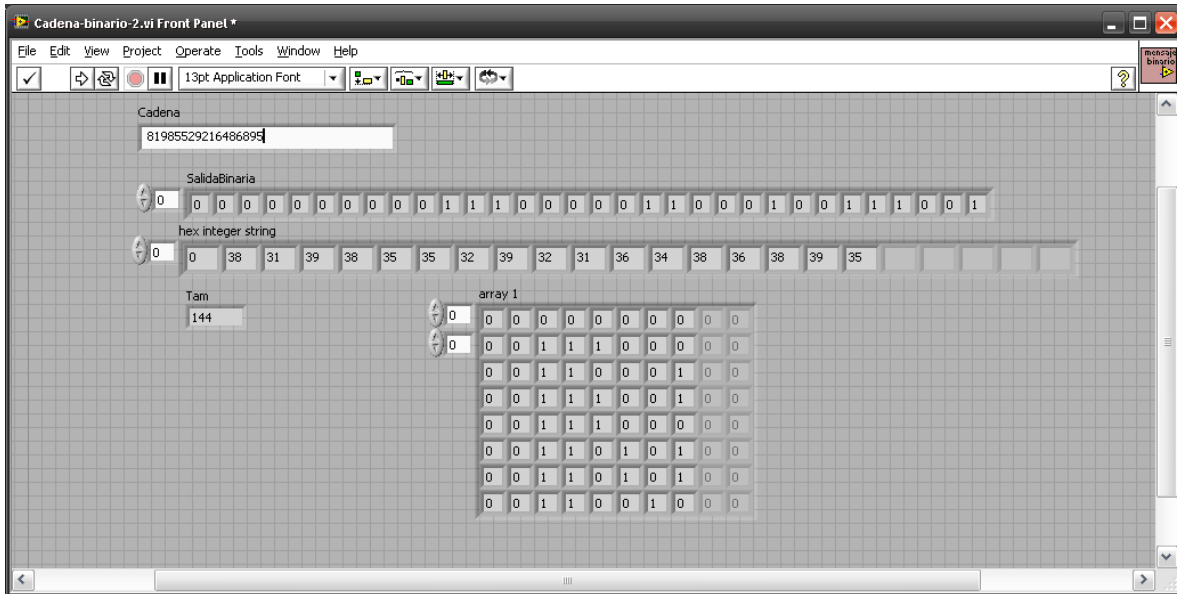 Cadena-binario-2.vi Front Panel *
File Edit View Project Operate Tools Window Help
13pt Application Font
mensaje
binario
Cadena
81985529216486895
SalidaBinaria
0 0 0 0 0 0 0 0 0 0 0 1 1 1 0 0 0 0 0 1 1 0 0 0 1 0 0 1 1 1 0 0 1
hex integer string
0 0 38 31 39 38 35 35 32 39 32 31 36 34 38 36 38 39 35
Tam
144
array 1
0 0 0 0 0 0 0 0 0 0 0
0 0 0 1 1 1 0 0 0 0 0
0 0 1 1 0 0 0 1 0 0
0 0 1 1 1 0 0 1 0 0
0 0 1 1 1 0 0 0 0 0
0 0 1 1 0 1 0 1 0 0
0 0 1 1 0 1 0 1 0 0
0 0 1 1 0 0 1 0 0 0